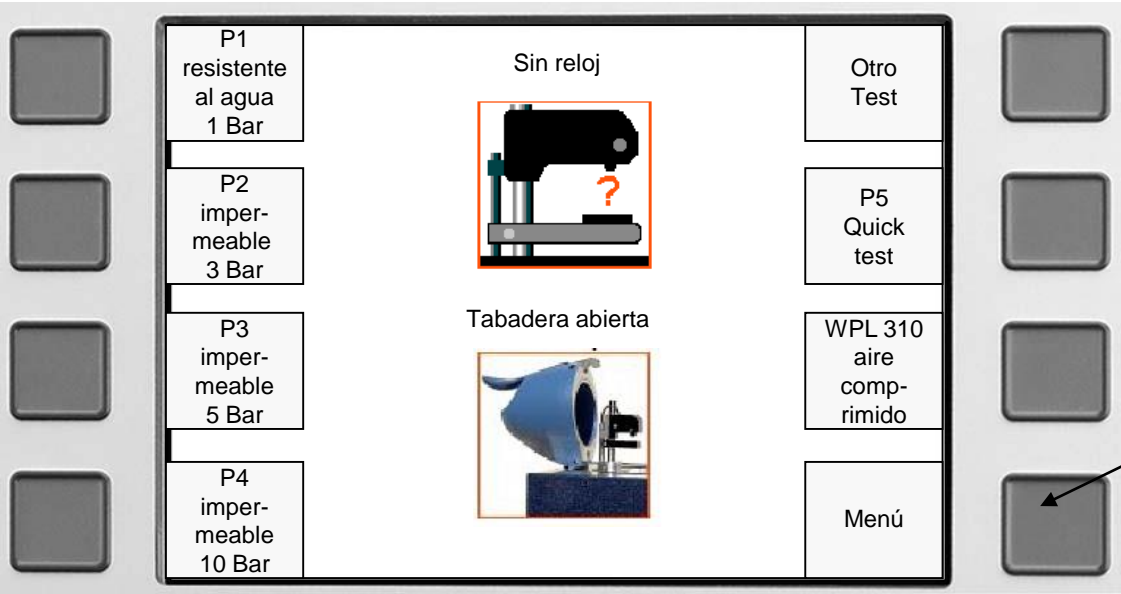 P1
resistente
al agua
1 Bar
P2
imper-
meable
3 Bar
P3
imper-
meable
5 Bar
P4
imper-
meable
10 Bar
Sin reloj
?
Tabadera abierta
Otro
Test
P5
Quick
test
WPL 310
aire
comp-
rimido
Menú